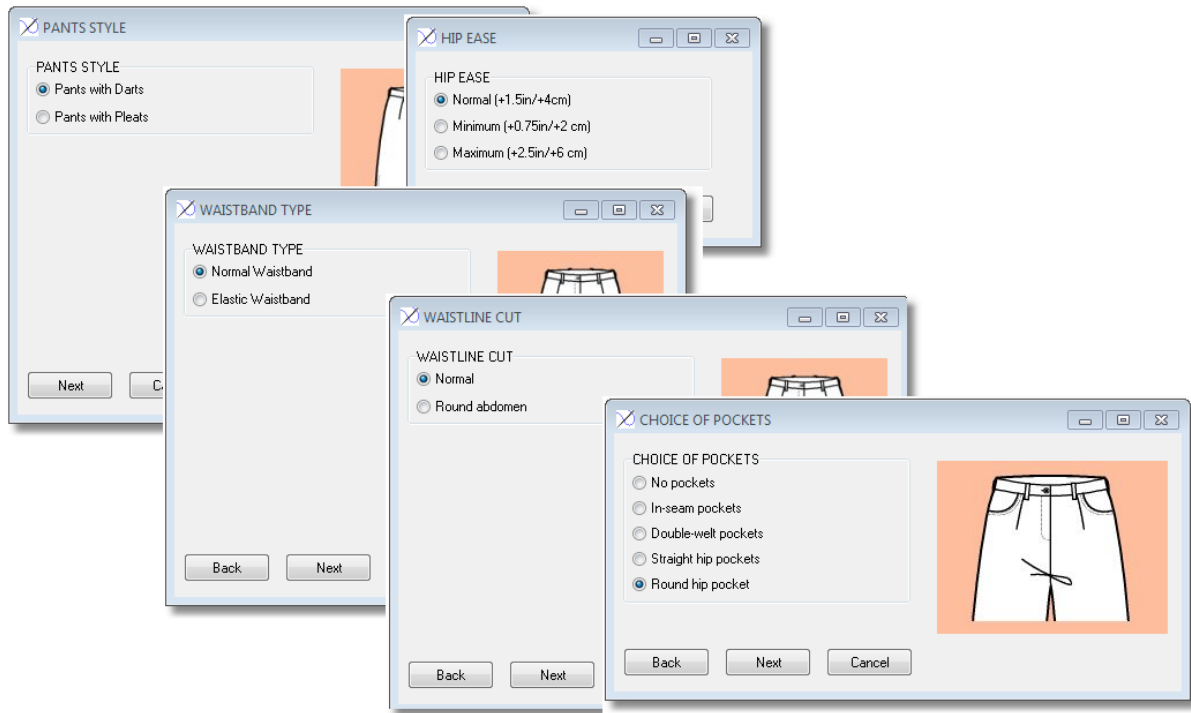 PANTS STYLE
PANTS STYLE
Pants with Darts
Pants with Pleats
Next
HIP EASE
HIP EASE
Normal (+1.5in/+4cm)
Minimum (+0.75in/+2 cm)
Maximum (+2.5in/+6 cm)
WAISTBAND TYPE
WAISTBAND TYPE
Normal Waistband
Elastic Waistband
Back Next
WAISTLINE CUT
WAISTLINE CUT
Normal
Round abdomen
Back Next
CHOICE OF POCKETS
CHOICE OF POCKETS
No pockets
In-seam pockets
Double-welt pockets
Straight hip pockets
Round hip pocket
Back Next Cancel